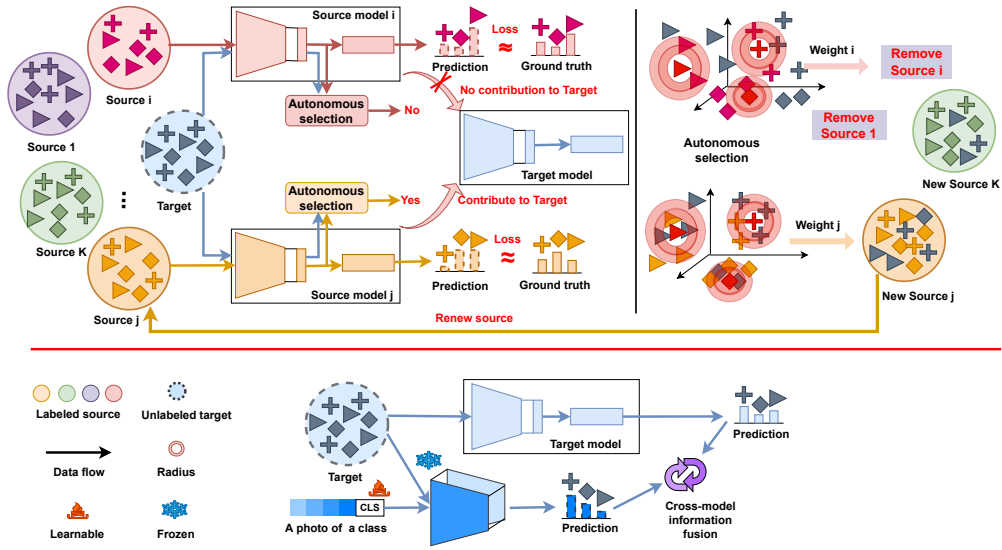 Source model i
Source i
Prediction
Loss
≈
Ground truth
Autonomous
selection
No
No contribution to Target
Source 1
Target
Target model
Source K
...
Autonomous
selection
Yes
Contribute to Target
Source j
Source model j
Prediction
Loss
≈
Ground truth
Renew source
Weight i
Remove
Source i
Remove
Source 1
Autonomous
selection
New Source K
Weight j
New Source j
Labeled source
Unlabeled target
Data flow
Radius
Learnable
Frozen
Target
Target model
Prediction
CLS
A photo of a class
Prediction
Cross-model
information
fusion